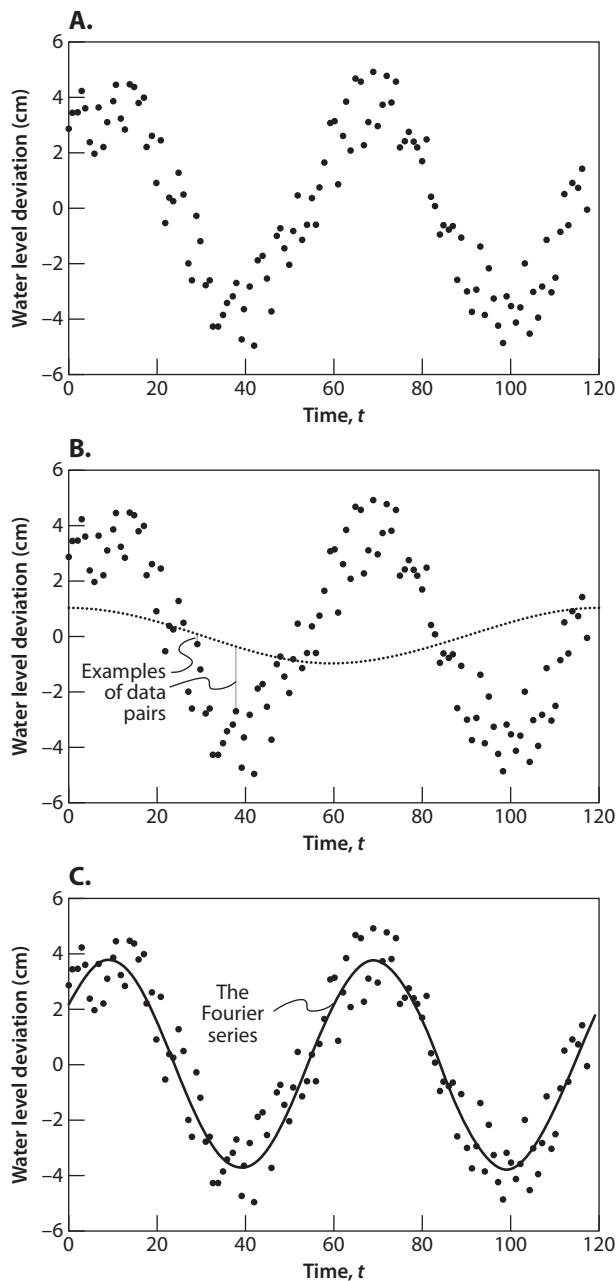 A.
6
4
2
0
−2
−4
−6
0 20 40 60 80 100 120
Water level deviation (cm)
Time, t
B.
6
4
2
0
−2
−4
−6
0 20 40 60 80 100 120
Water level deviation (cm)
Examples
of data
pairs
Time, t
C.
6
4
2
0
−2
−4
−6
0 20 40 60 80 100 120
Water level deviation (cm)
The
Fourier
series
Time, t